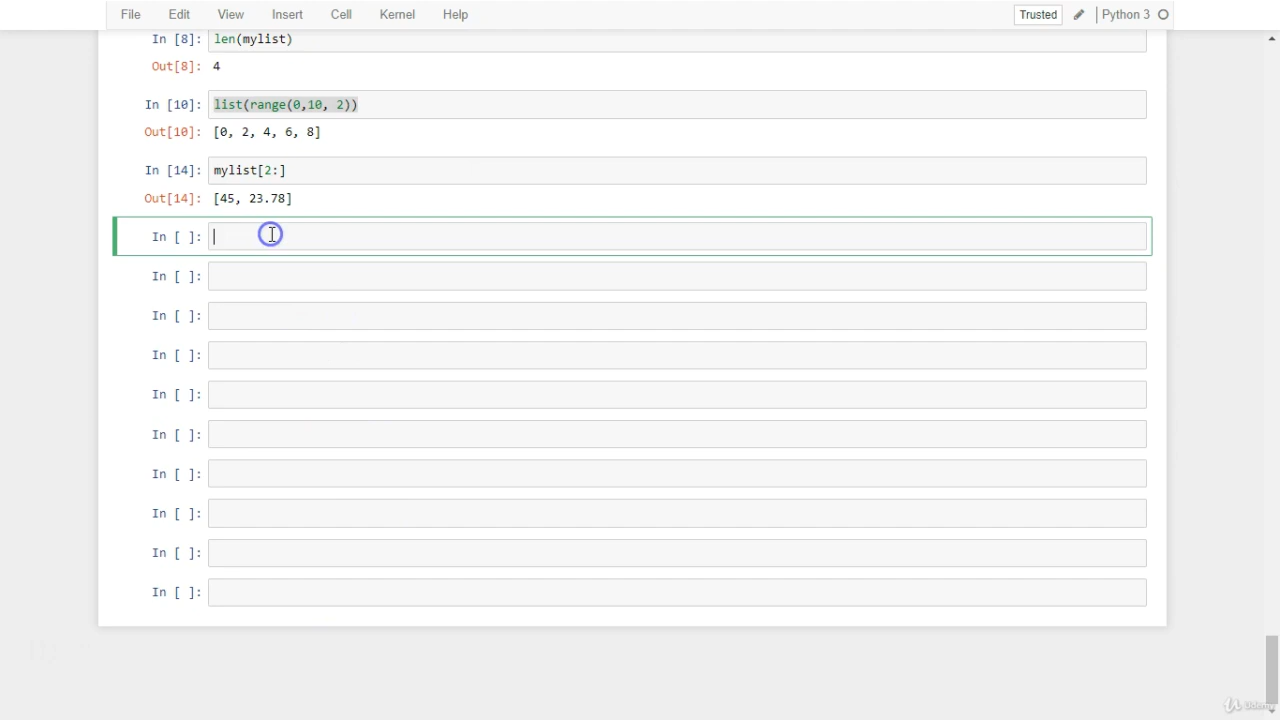 File Edit View Insert Cell Kernel Help Trusted Python 3
In [8]: len(mylist)
Out[8]: 4
In [10]: list(range(0,10, 2))
Out[10]: [0, 2, 4, 6, 8]
In [14]: mylist[2:]
Out[14]: [45, 23.78]
In [ ]:
In [ ]:
In [ ]:
In [ ]:
In [ ]:
In [ ]:
In [ ]:
In [ ]:
In [ ]:
In [ ]:
Udemy